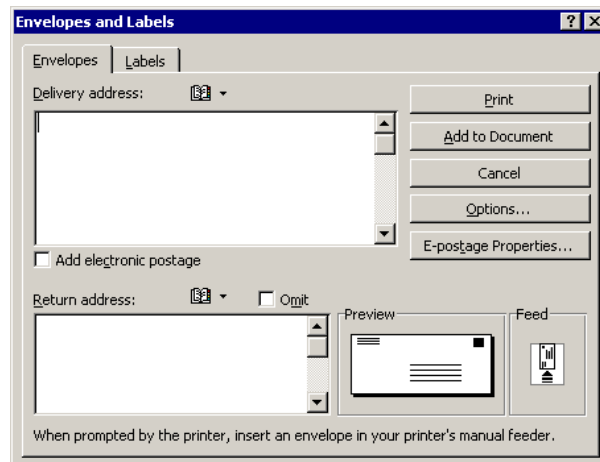 Envelopes and Labels
Envelopes Labels
Delivery address:
Print
Add to Document
Cancel
Options...
E-postage Properties...
Add electronic postage
Return address: Omit
Preview Feed
When prompted by the printer, insert an envelope in your printer's manual feeder.